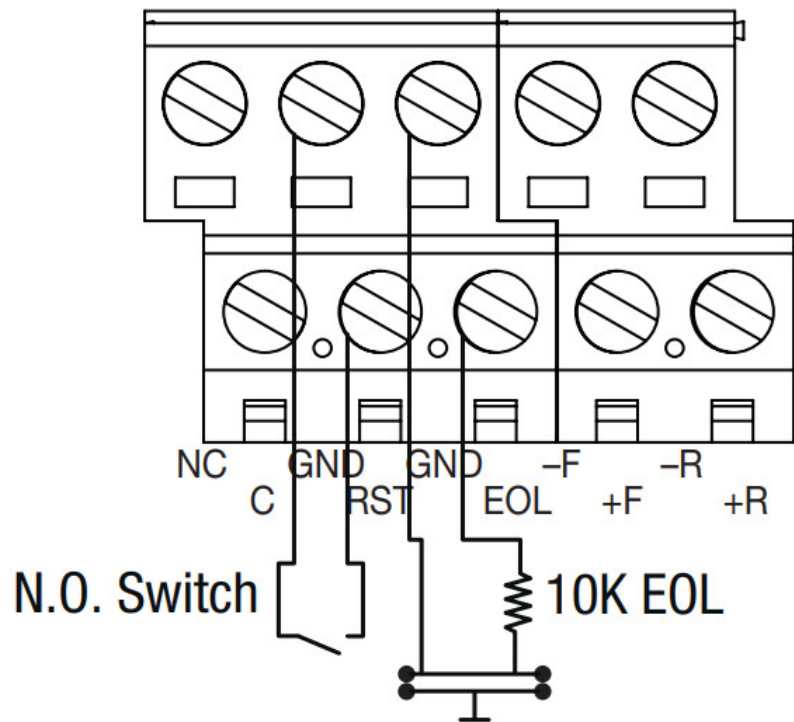 NC GND GND –F –R
C RST EOL +F +R
N.O. Switch 10K EOL